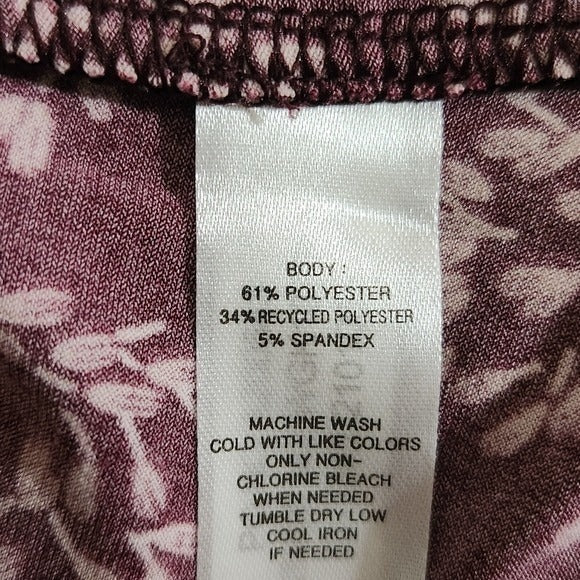 BODY :
61% POLYESTER
34% RECYCLED POLYESTER
5% SPANDEX
MACHINE WASH
COLD WITH LIKE COLORS
ONLY NON-
CHLORINE BLEACH
WHEN NEEDED
TUMBLE DRY LOW
COOL IRON
IF NEEDED